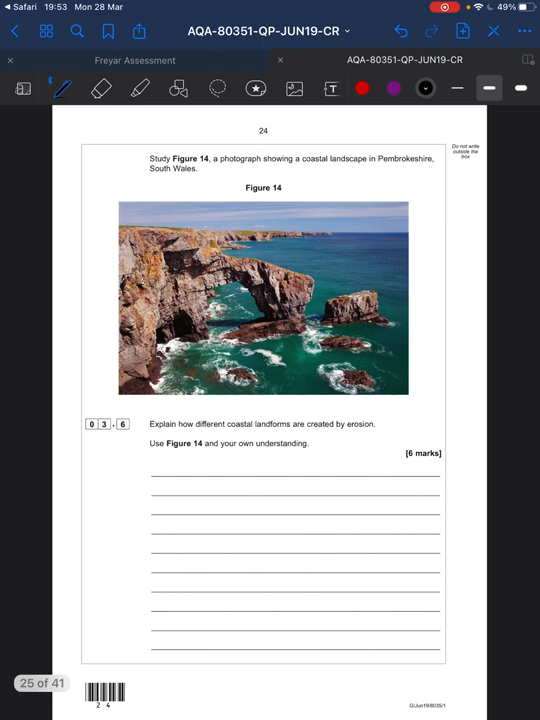 Safari 19:53 Mon 28 Mar 49%
AQA-80351-QP-JUN19-CR
Freyar Assessment
AQA-80351-QP-JUN19-CR
T
24
Do not write
outside the
box
Study Figure 14, a photograph showing a coastal landscape in Pembrokeshire,
South Wales.
Figure 14
0 3 . 6
Explain how different coastal landforms are created by erosion.
Use Figure 14 and your own understanding.
[6 marks]
25 of 41
2 4
G/Jun19/8035/1